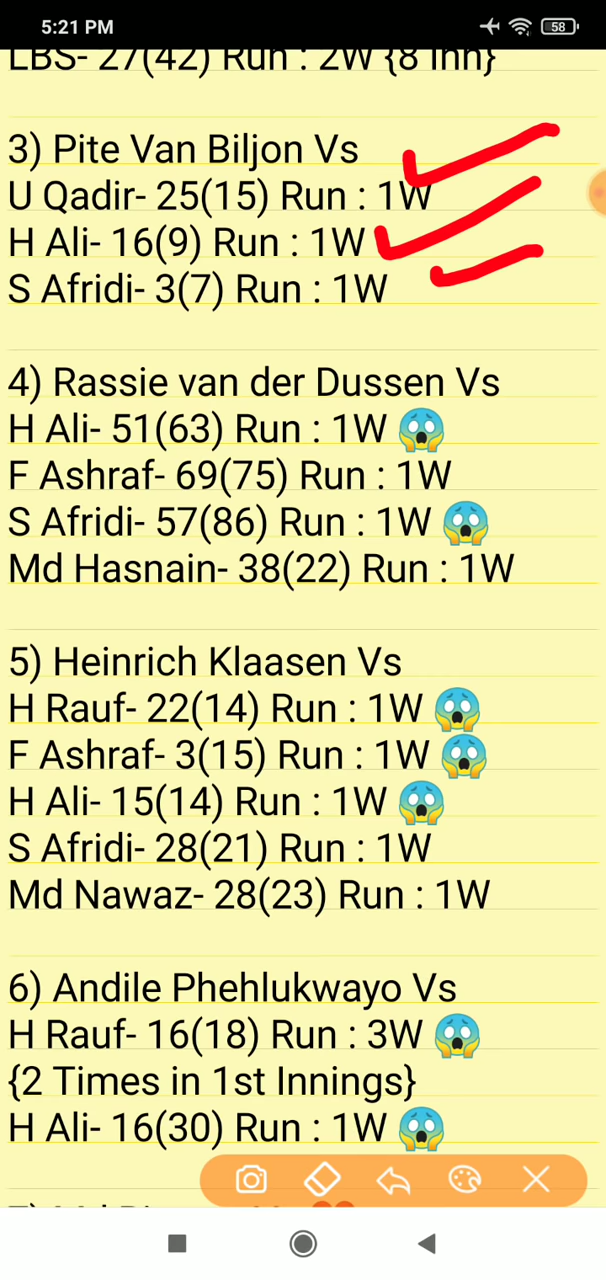 5:21 PM
58
LBS- 27(42) Run : 2W {8 Inn}
3) Pite Van Biljon Vs
U Qadir- 25(15) Run : 1W
H Ali- 16(9) Run : 1W
S Afridi- 3(7) Run : 1W
4) Rassie van der Dussen Vs
H Ali- 51(63) Run : 1W 😱
F Ashraf- 69(75) Run : 1W
S Afridi- 57(86) Run : 1W 😱
Md Hasnain- 38(22) Run : 1W
5) Heinrich Klaasen Vs
H Rauf- 22(14) Run : 1W 😱
F Ashraf- 3(15) Run : 1W 😱
H Ali- 15(14) Run : 1W 😱
S Afridi- 28(21) Run : 1W
Md Nawaz- 28(23) Run : 1W
6) Andile Phehlukwayo Vs
H Rauf- 16(18) Run : 3W 😱
{2 Times in 1st Innings}
H Ali- 16(30) Run : 1W 😱